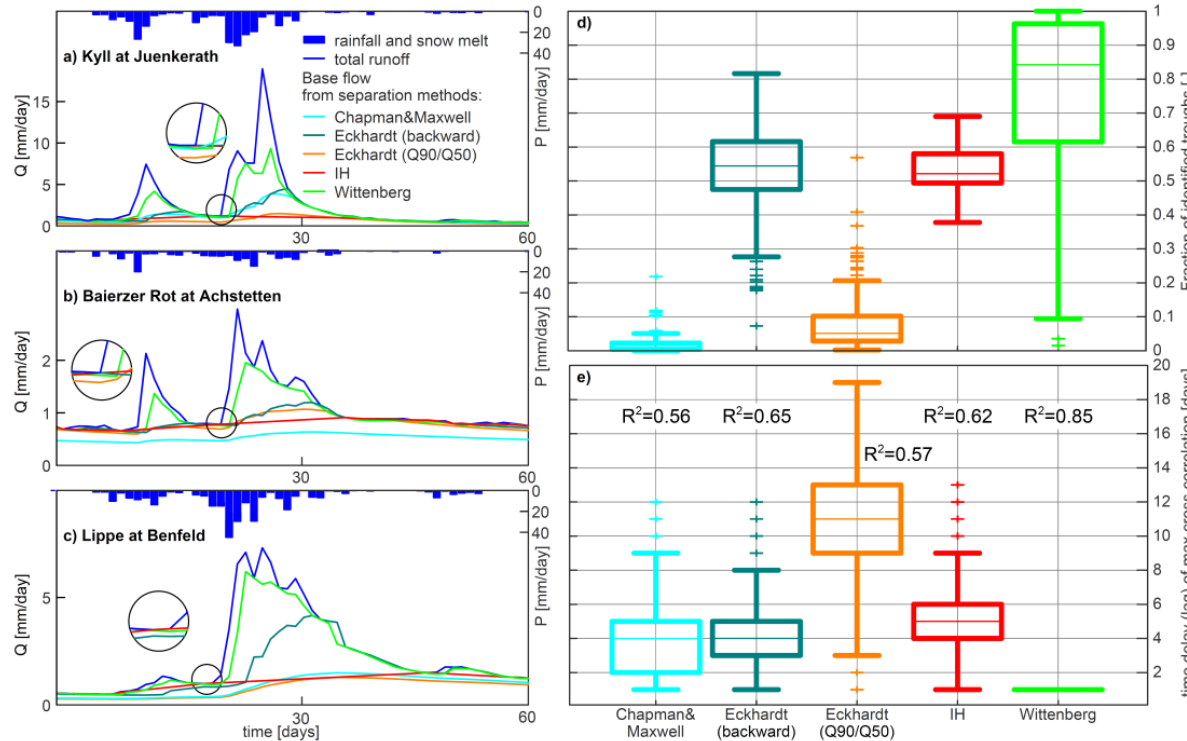 0
20
40
P [mm/day]
a) Kyll at Juenkerath
rainfall and snow melt
total runoff
Base flow
from separation methods:
Chapman&Maxwell
Eckhardt (backward)
Eckhardt (Q90/Q50)
IH
Wittenberg
Q [mm/day]
15
10
5
0
30
60
0
20
40
P [mm/day]
b) Baierzer Rot at Achstetten
Q [mm/day]
2
1
0
30
60
0
20
40
P [mm/day]
c) Lippe at Benfeld
Q [mm/day]
5
0
30
60
time [days]
d)
1
0.9
0.8
0.7
0.6
0.5
0.4
0.3
0.2
0.1
0
Fraction of identified troughs [ ]
e)
R²=0.56
R²=0.65
R²=0.57
R²=0.62
R²=0.85
20
18
16
14
12
10
8
6
4
2
time delay (lag) of max cross correlation [days]
Chapman&
Maxwell
Eckhardt
(backward)
Eckhardt
(Q90/Q50)
IH
Wittenberg